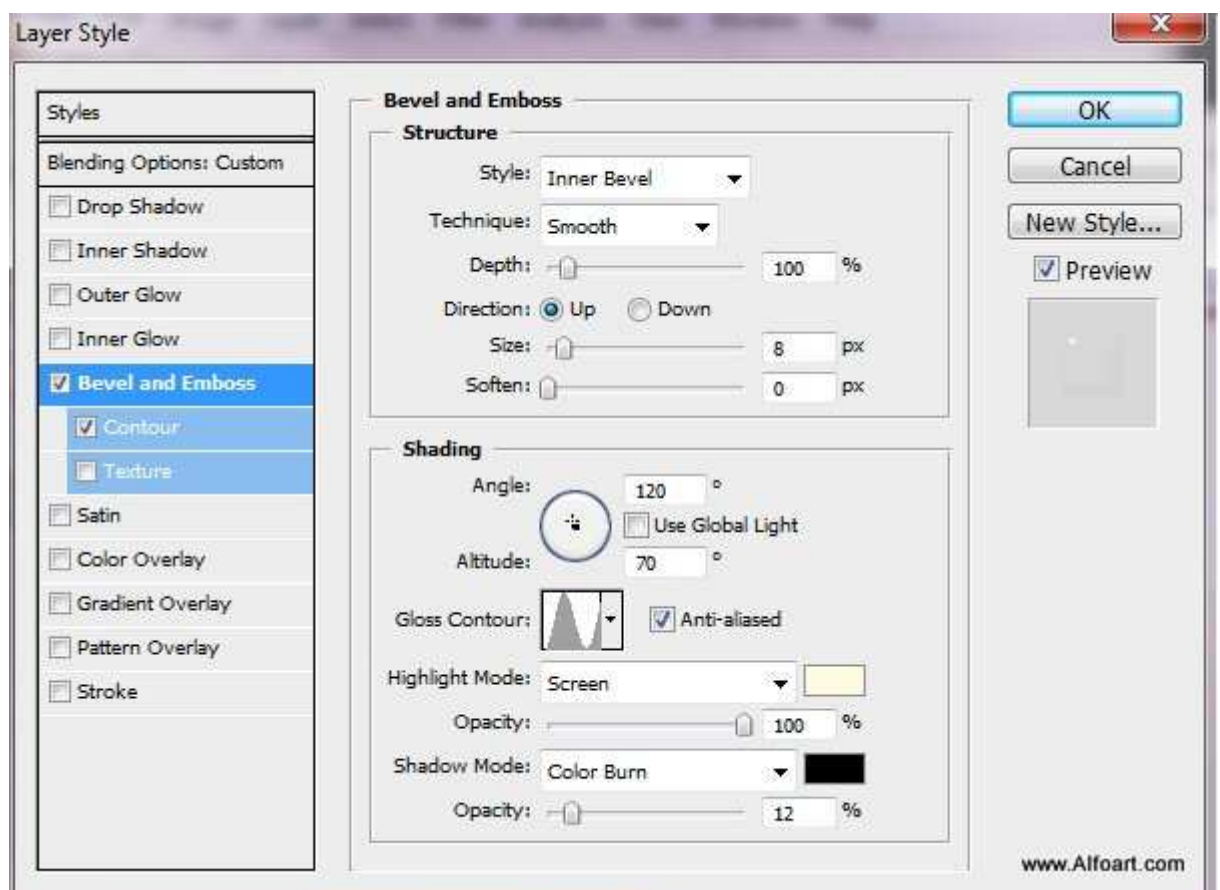 Layer Style
Styles
Blending Options: Custom
Drop Shadow
Inner Shadow
Outer Glow
Inner Glow
Bevel and Emboss
Contour
Texture
Satin
Color Overlay
Gradient Overlay
Pattern Overlay
Stroke
Bevel and Emboss
Structure
Style: Inner Bevel
Technique: Smooth
Depth: 100 %
Direction: Up Down
Size: 8 px
Soften: 0 px
Shading
Angle: 120 °
Use Global Light
Altitude: 70 °
Gloss Contour: Anti-aliased
Highlight Mode: Screen
Opacity: 100 %
Shadow Mode: Color Burn
Opacity: 12 %
OK
Cancel
New Style...
Preview
www.Alfoart.com